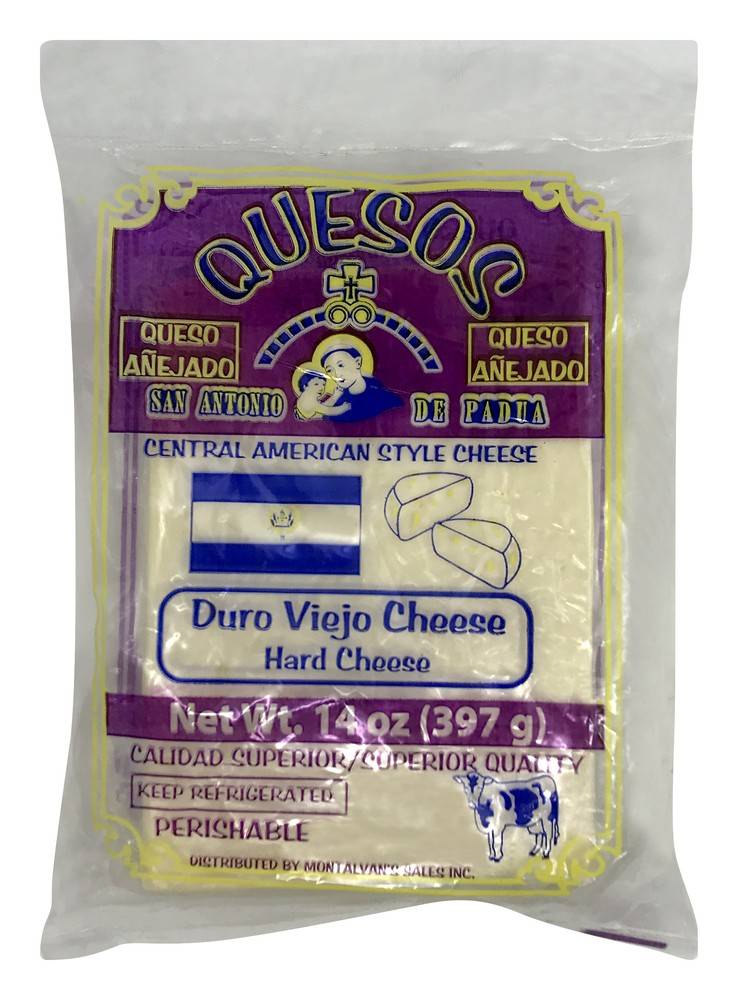 QUESOS
QUESO AÑEJADO
QUESO AÑEJADO
SAN ANTONIO DE PADUA
CENTRAL AMERICAN STYLE CHEESE
Duro Viejo Cheese
Hard Cheese
Net Wt. 14 oz (397 g)
CALIDAD SUPERIOR/SUPERIOR QUALITY
KEEP REFRIGERATED
PERISHABLE
DISTRIBUTED BY MONTALVAN'S SALES INC.